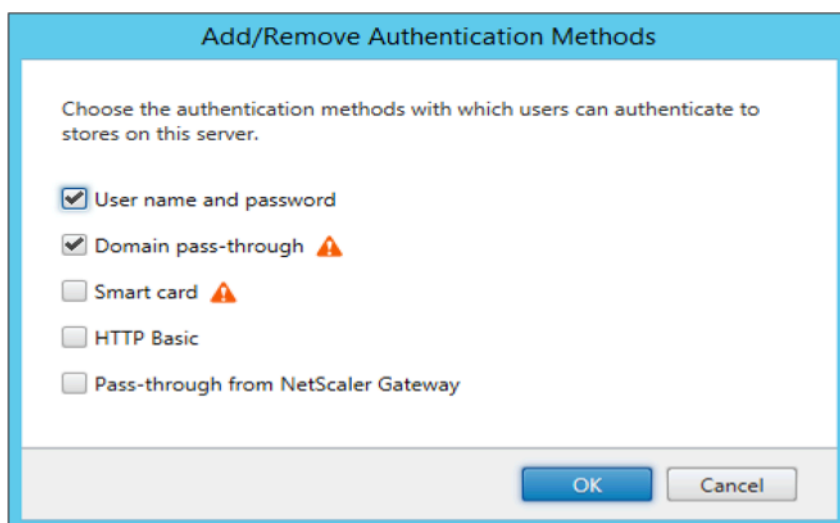 Add/Remove Authentication Methods
Choose the authentication methods with which users can authenticate to
stores on this server.
User name and password
Domain pass-through
Smart card
HTTP Basic
Pass-through from NetScaler Gateway
OK
Cancel